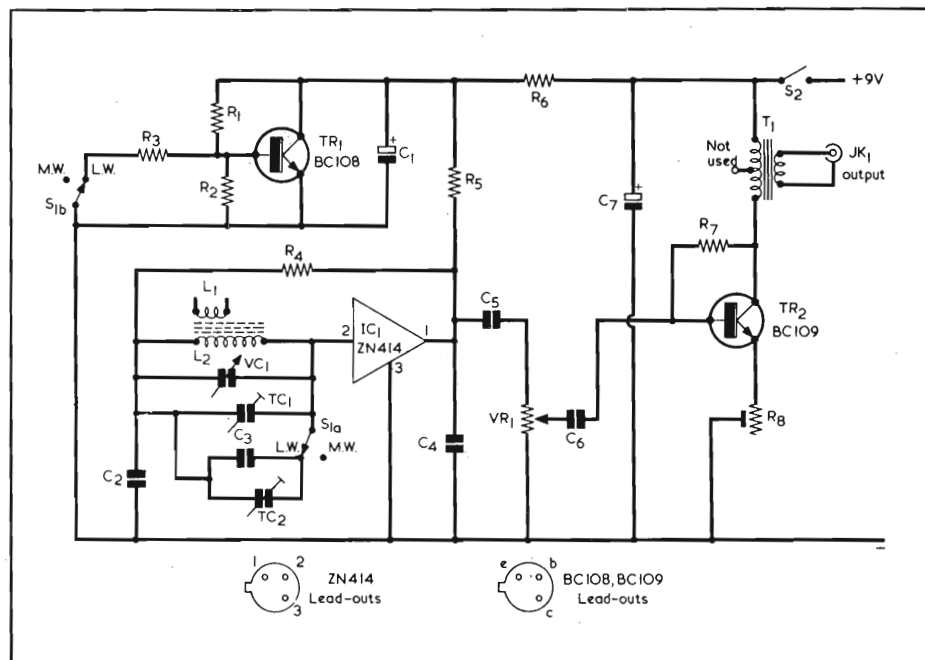 +9V
S2
R6
T1
Not
used
JK1
output
R1
R3
TR1
BC108
C1
M.W.
L.W.
S1b
R2
R5
C7
R7
R4
L1
L2
IC1
ZN414
2
1
3
C5
TR2
BC109
VC1
TC1
S1a
C3
L.W.
M.W.
VR1
C6
R8
C4
C2
TC2
–
1
2
3
ZN414
Lead-outs
e
b
c
BC108, BC109
Lead-outs